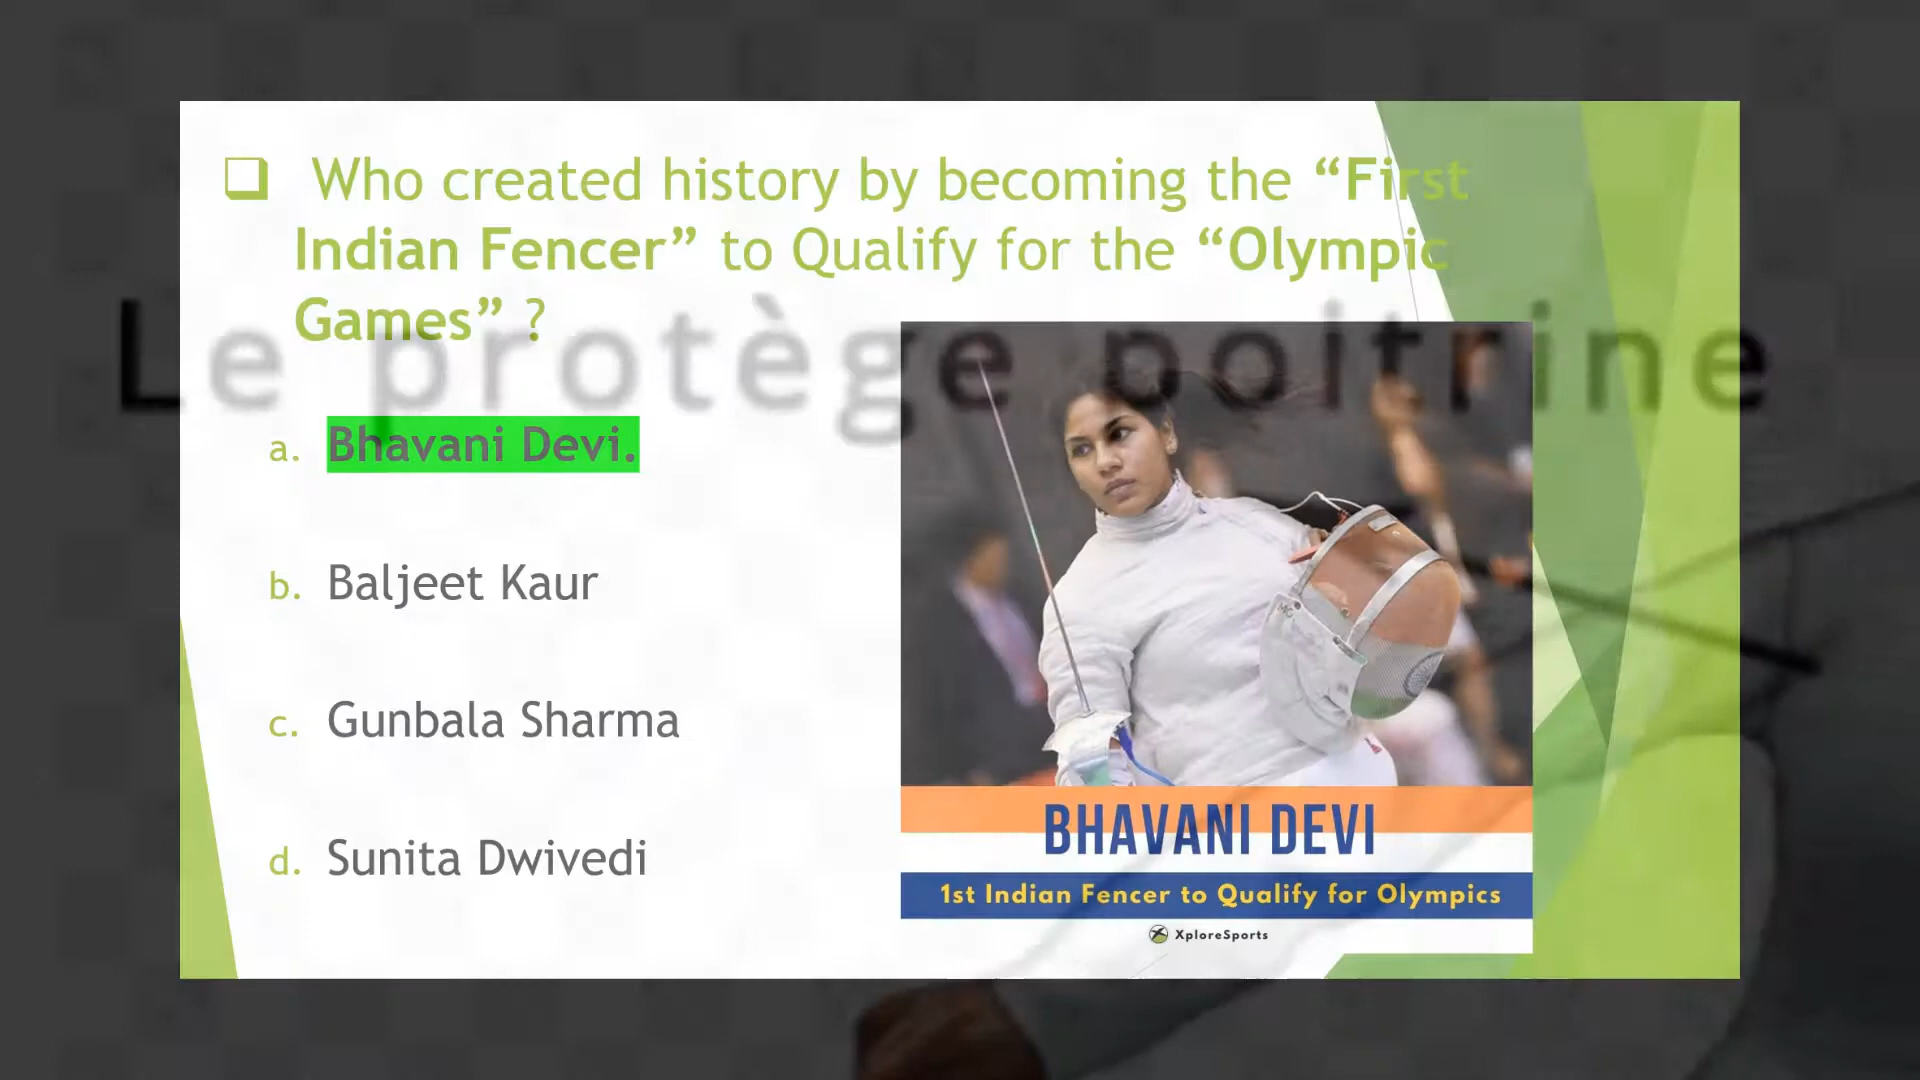 ❑ Who created history by becoming the “First
Indian Fencer” to Qualify for the “Olympic
Games” ?
Le protège poitrine
a. Bhavani Devi.
b. Baljeet Kaur
c. Gunbala Sharma
d. Sunita Dwivedi
BHAVANI DEVI
1st Indian Fencer to Qualify for Olympics
XploreSports